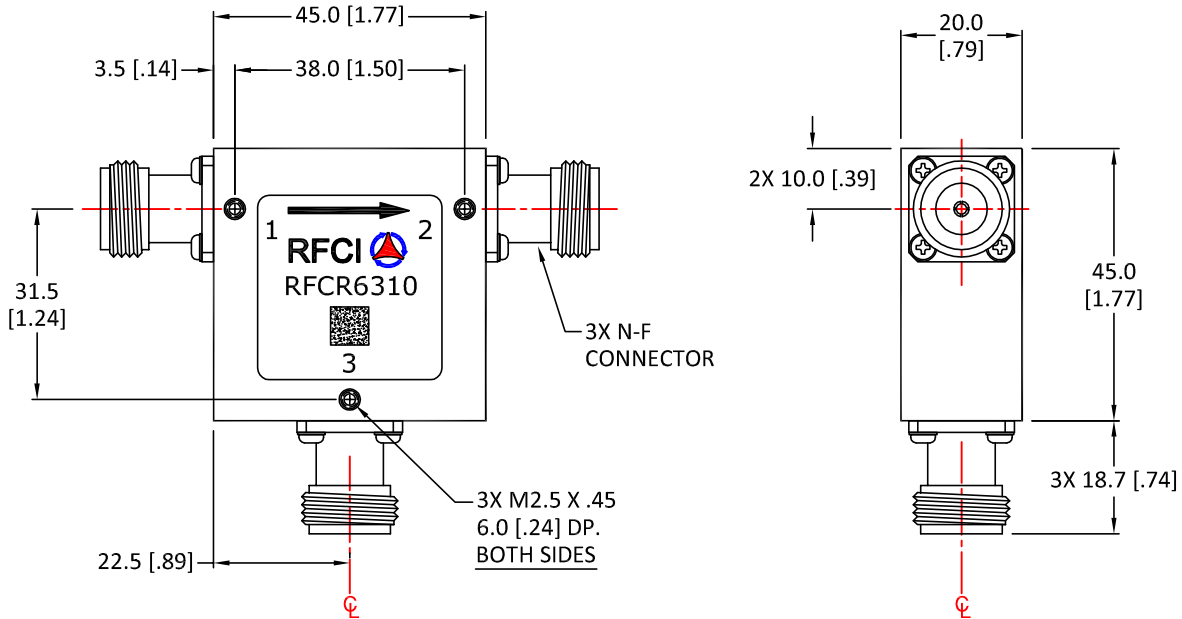 45.0 [1.77]
3.5 [.14]
38.0 [1.50]
1
2
RFCI
RFCR6310
3
31.5
[1.24]
3X N-F
CONNECTOR
3X M2.5 X .45
6.0 [.24] DP.
BOTH SIDES
22.5 [.89]
℄
20.0
[.79]
2X 10.0 [.39]
45.0
[1.77]
3X 18.7 [.74]
℄